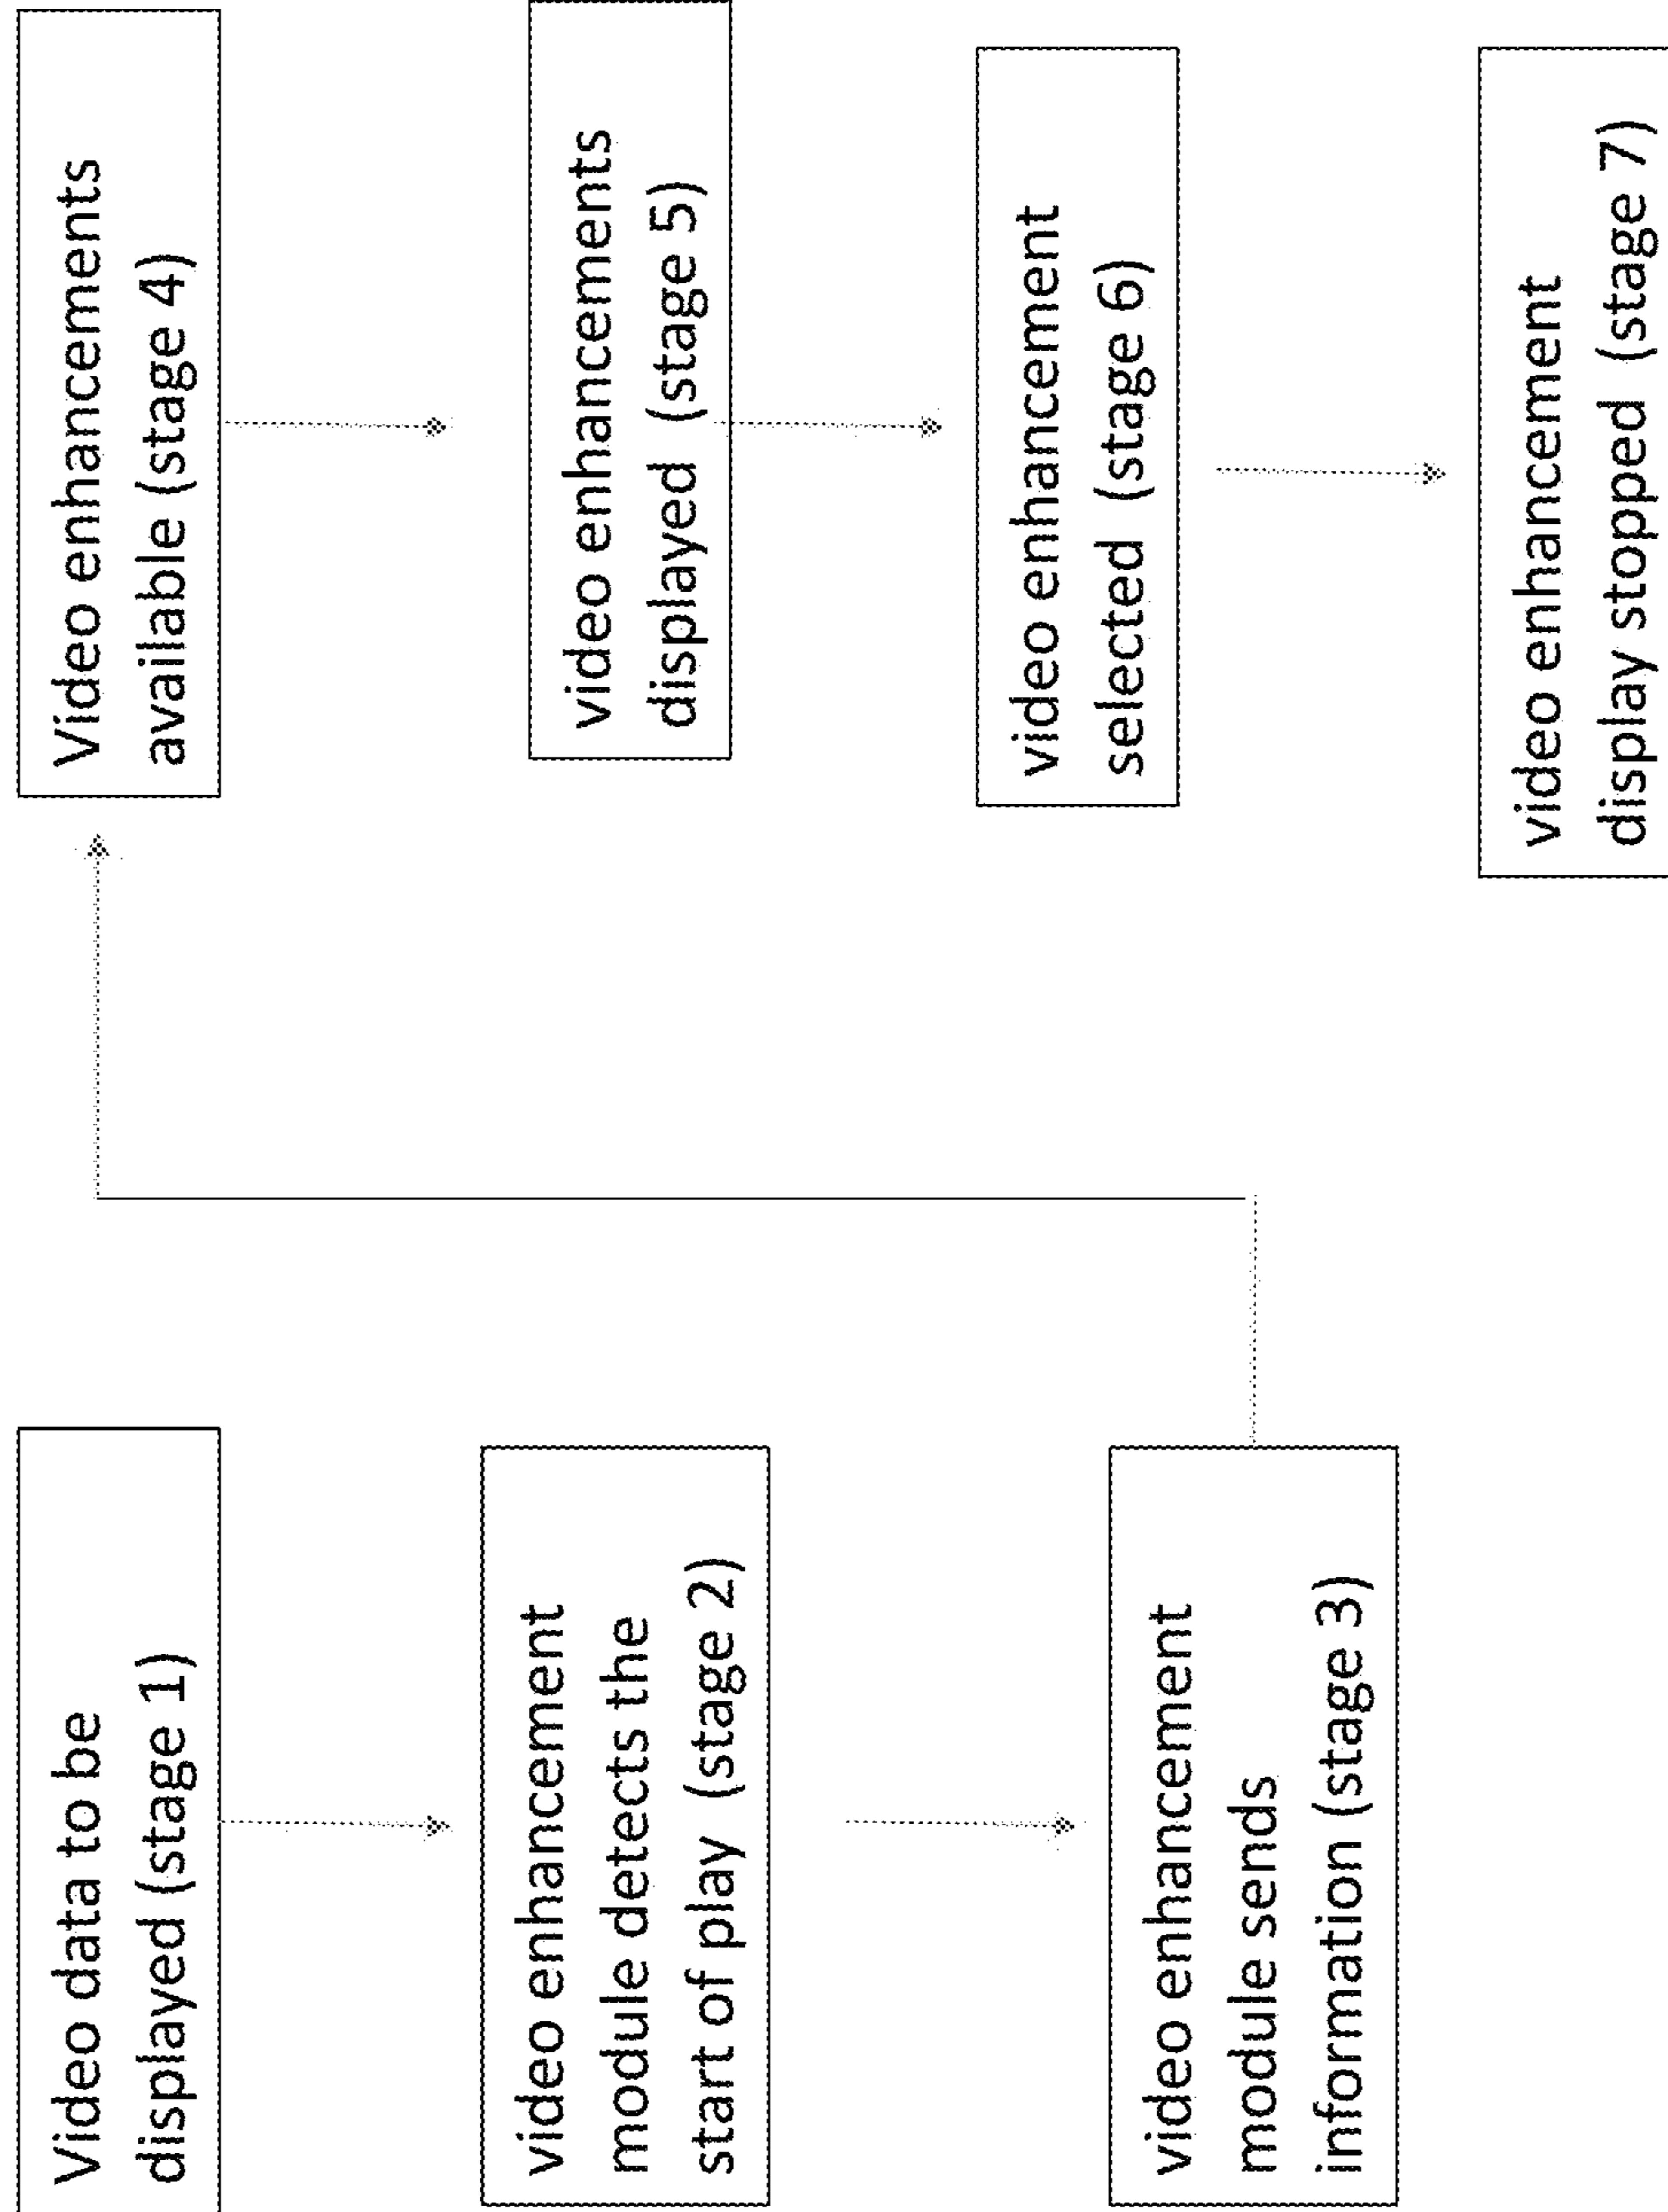 Video data to be
displayed (stage 1)
video enhancement
module detects the
start of play (stage 2)
video enhancement
module sends
information (stage 3)
Video enhancements
available (stage 4)
video enhancements
displayed (stage 5)
video enhancement
selected (stage 6)
video enhancement
display stopped (stage 7)